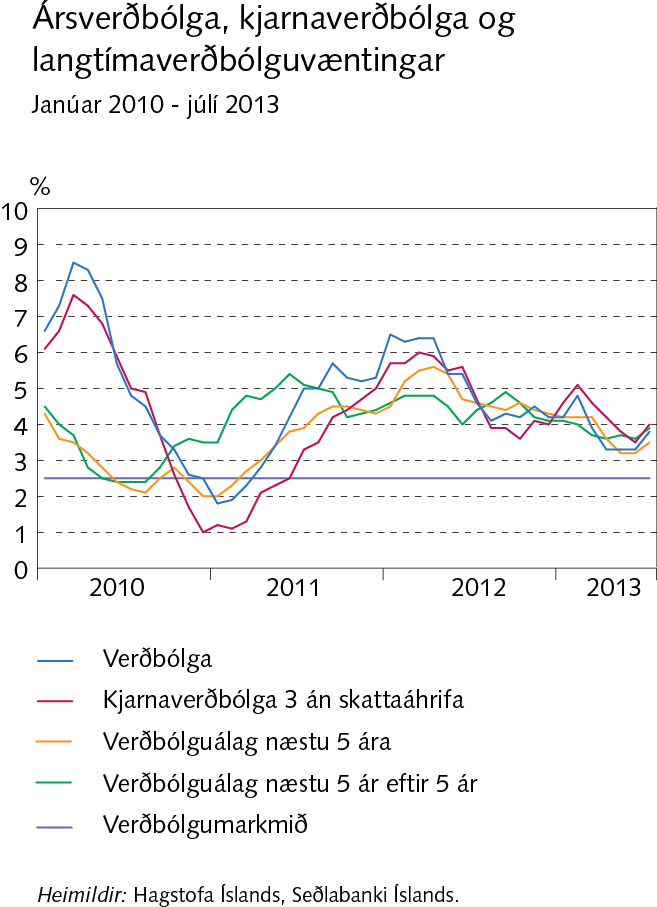 Ársverðbólga, kjarnaverðbólga og
langtímaverðbólguvæntingar
Janúar 2010 - júlí 2013
%
10
9
8
7
6
5
4
3
2
1
0
2010 2011 2012 2013
Verðbólga
Kjarnaverðbólga 3 án skattaáhrifa
Verðbólguálag næstu 5 ára
Verðbólguálag næstu 5 ár eftir 5 ár
Verðbólgumarkmið
Heimildir: Hagstofa Íslands, Seðlabanki Íslands.